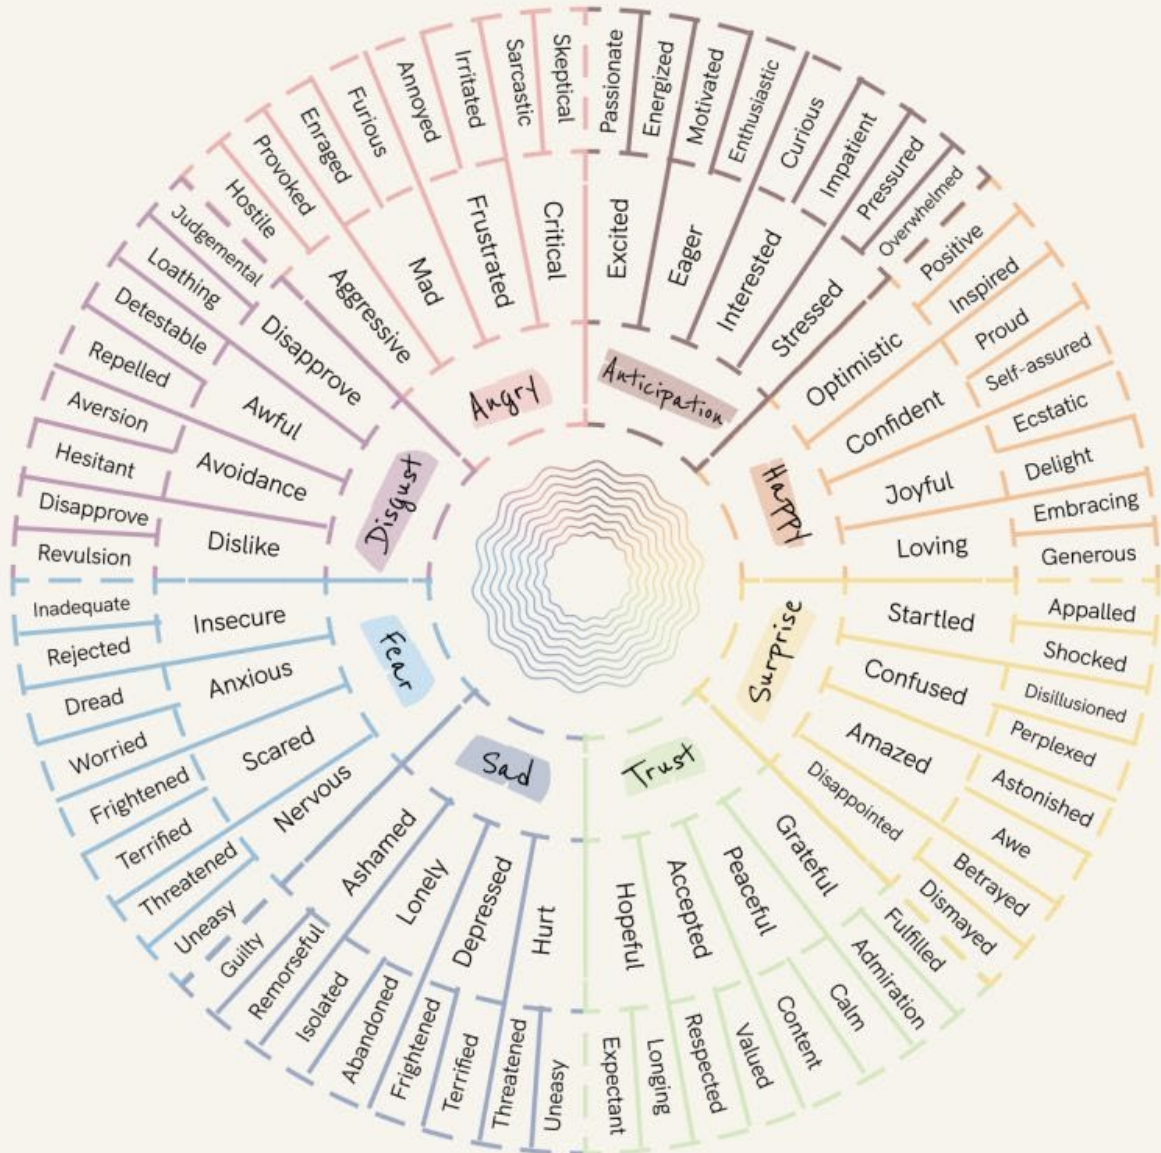 Passionate
Energized
Motivated
Enthusiastic
Curious
Impatient
Pressured
Overwhelmed
Excited
Eager
Interested
Stressed
Anticipation
Positive
Inspired
Proud
Self-assured
Ecstatic
Delight
Embracing
Generous
Optimistic
Confident
Joyful
Loving
Happy
Appalled
Shocked
Disillusioned
Perplexed
Astonished
Awe
Betrayed
Dismayed
Startled
Confused
Amazed
Disappointed
Surprise
Fulfilled
Admiration
Calm
Content
Valued
Respected
Longing
Expectant
Grateful
Peaceful
Accepted
Hopeful
Trust
Uneasy
Threatened
Terrified
Frightened
Abandoned
Isolated
Remorseful
Guilty
Hurt
Depressed
Lonely
Ashamed
Sad
Uneasy
Threatened
Terrified
Frightened
Worried
Dread
Rejected
Inadequate
Nervous
Scared
Anxious
Insecure
Fear
Revulsion
Disapprove
Hesitant
Aversion
Repelled
Detestable
Loathing
Judgemental
Dislike
Avoidance
Awful
Disapprove
Disgust
Hostile
Provoked
Enraged
Furious
Annoyed
Irritated
Sarcastic
Skeptical
Aggressive
Mad
Frustrated
Critical
Angry